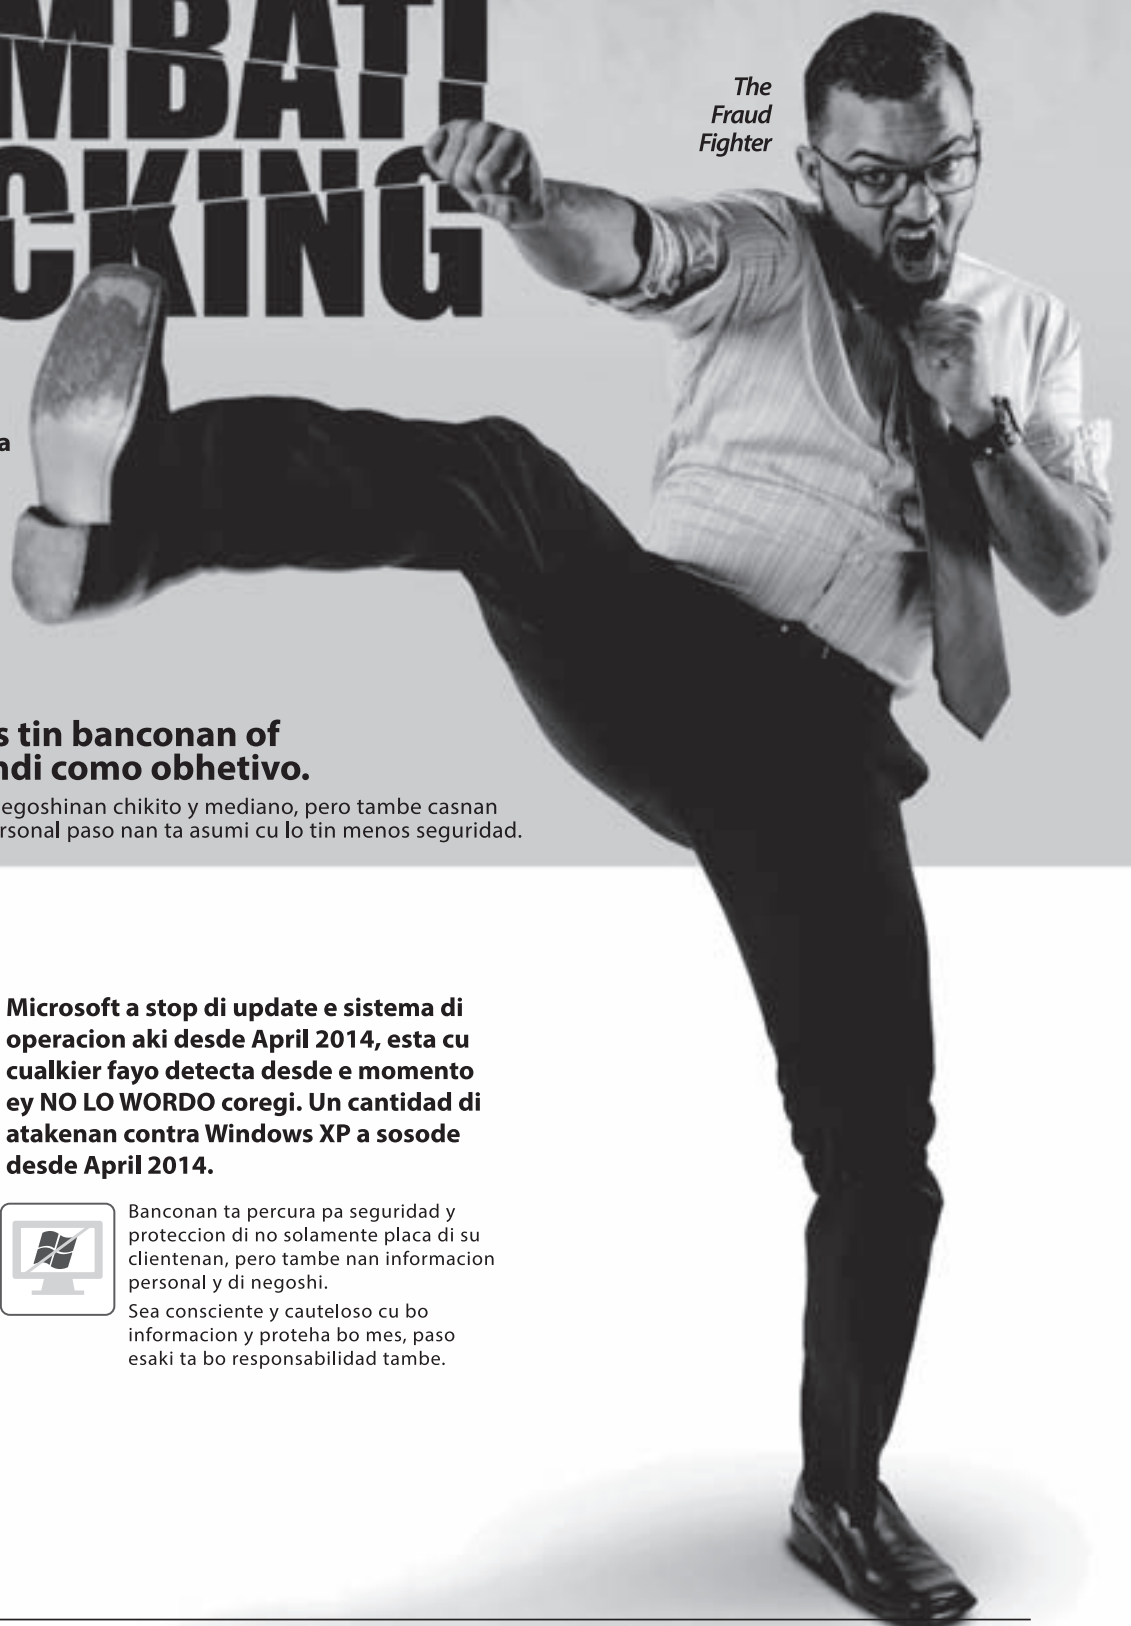 MBATI
CKING
The
Fraud
Fighter
a
s tin banconan of
ndi como obhetivo.
egoshinan chikito y mediano, pero tambe casnan
rsonal paso nan ta asumi cu lo tin menos seguridad.
Microsoft a stop di update e sistema di
operacion aki desde April 2014, esta cu
cualkier fayo detecta desde e momento
ey NO LO WORDO coregi. Un cantidad di
atakenan contra Windows XP a sosode
desde April 2014.
Banconan ta percura pa seguridad y
proteccion di no solamente placa di su
clientenan, pero tambe nan informacion
personal y di negoshi.
Sea consciente y cauteloso cu bo
informacion y proteha bo mes, paso
esaki ta bo responsabilidad tambe.